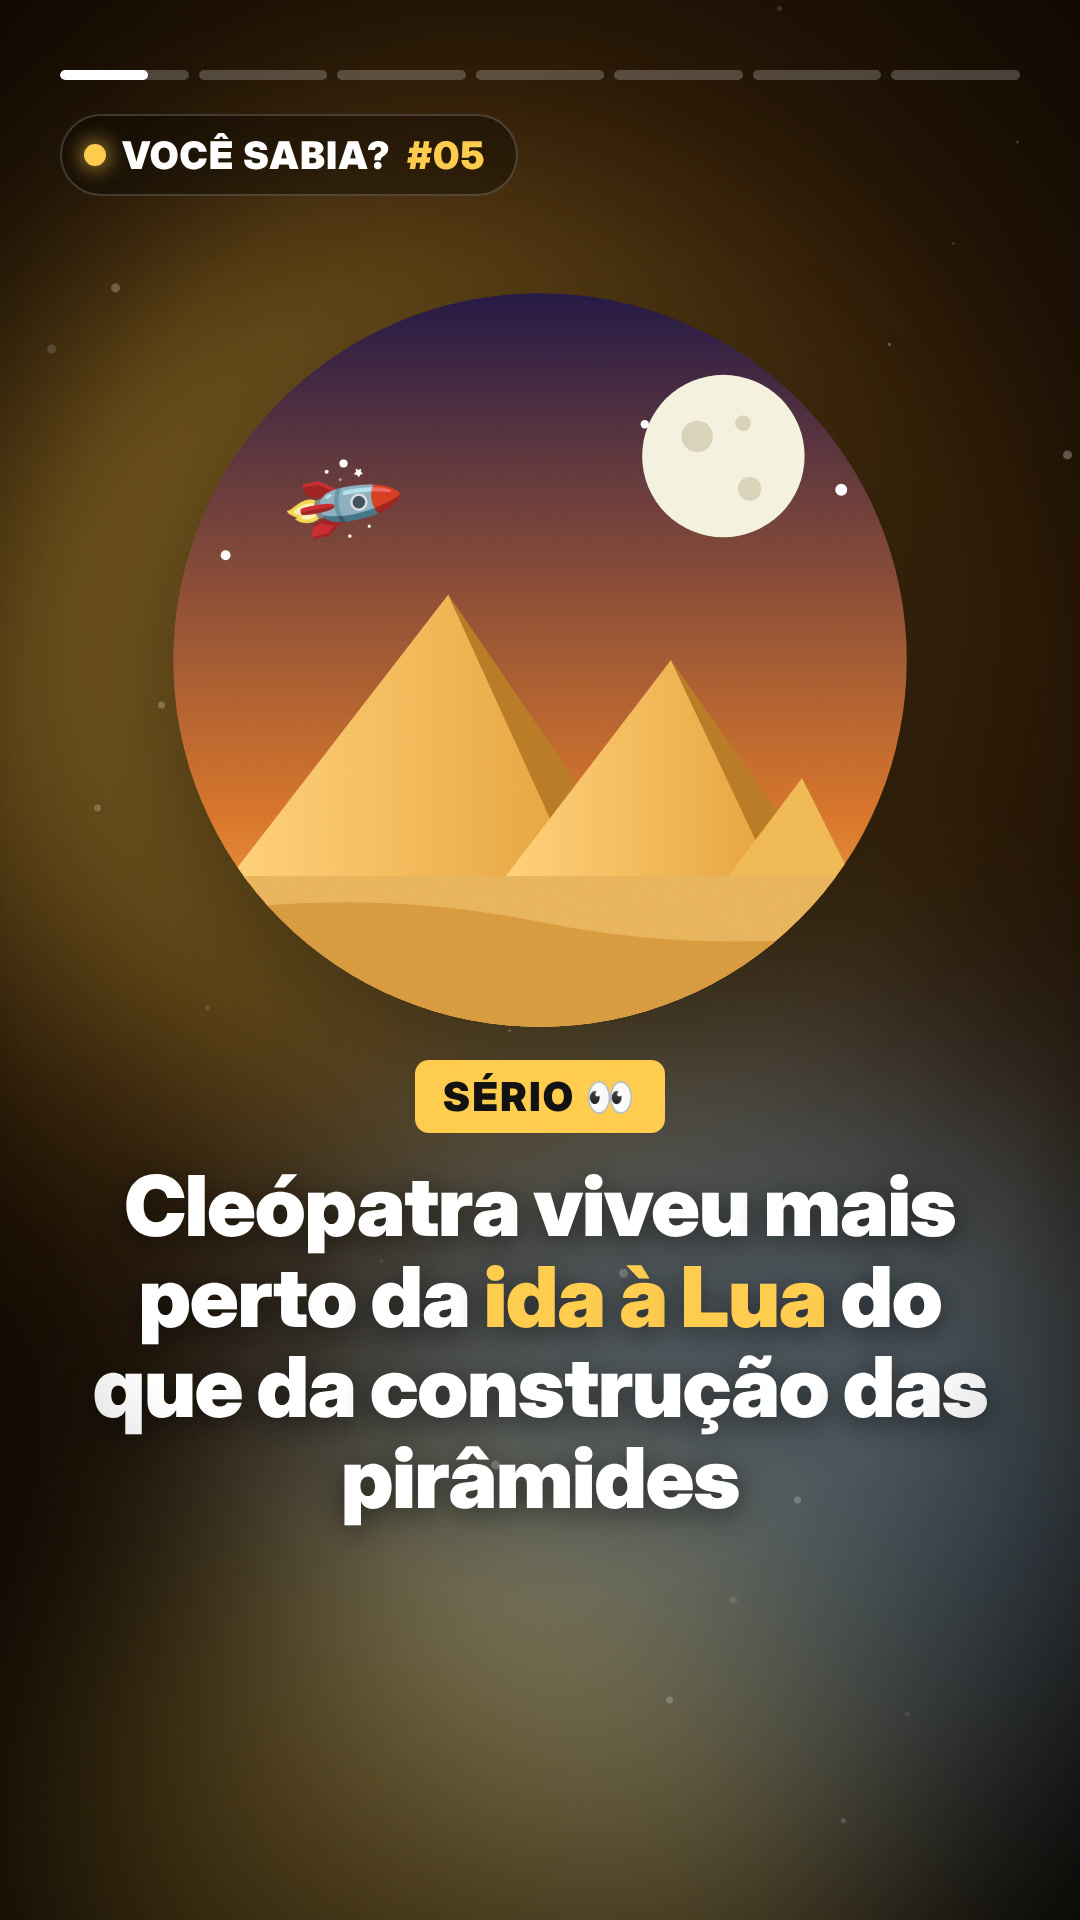 VOCÊ SABIA? #05
SÉRIO 👀
Cleópatra viveu mais
perto da ida à Lua do
que da construção das
pirâmides